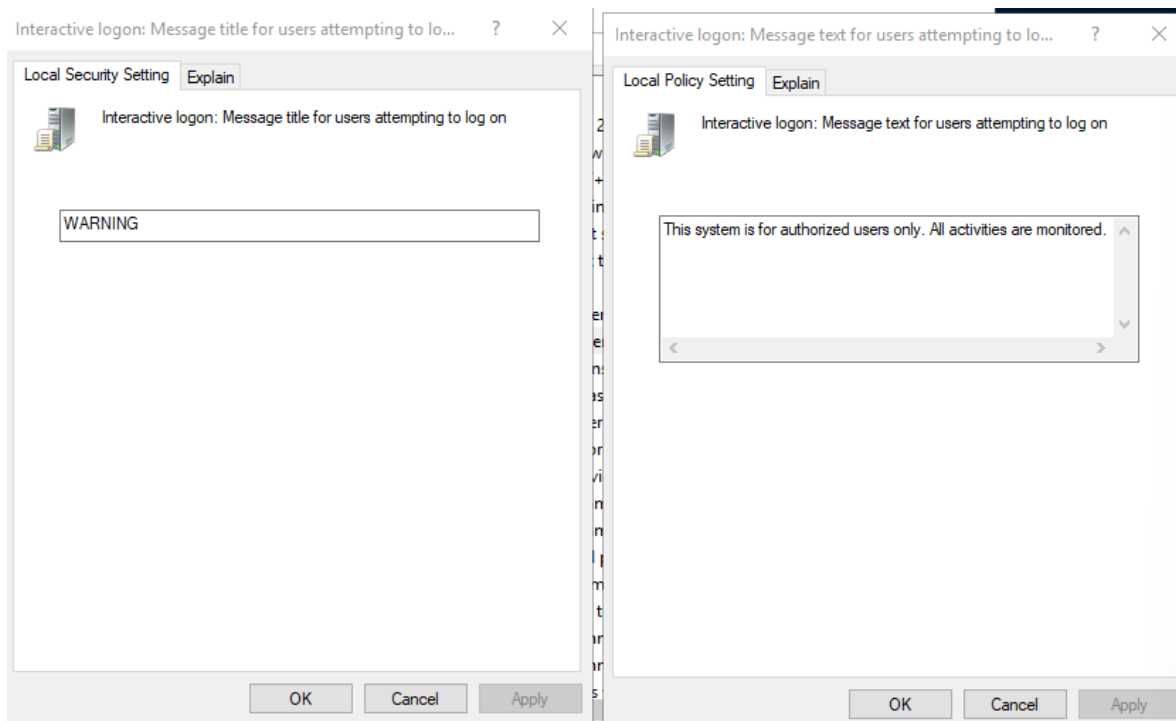 Interactive logon: Message title for users attempting to lo... ?
Local Security Setting Explain
Interactive logon: Message title for users attempting to log on
WARNING
OK Cancel Apply
Interactive logon: Message text for users attempting to lo... ?
Local Policy Setting Explain
Interactive logon: Message text for users attempting to log on
This system is for authorized users only. All activities are monitored.
OK Cancel Apply